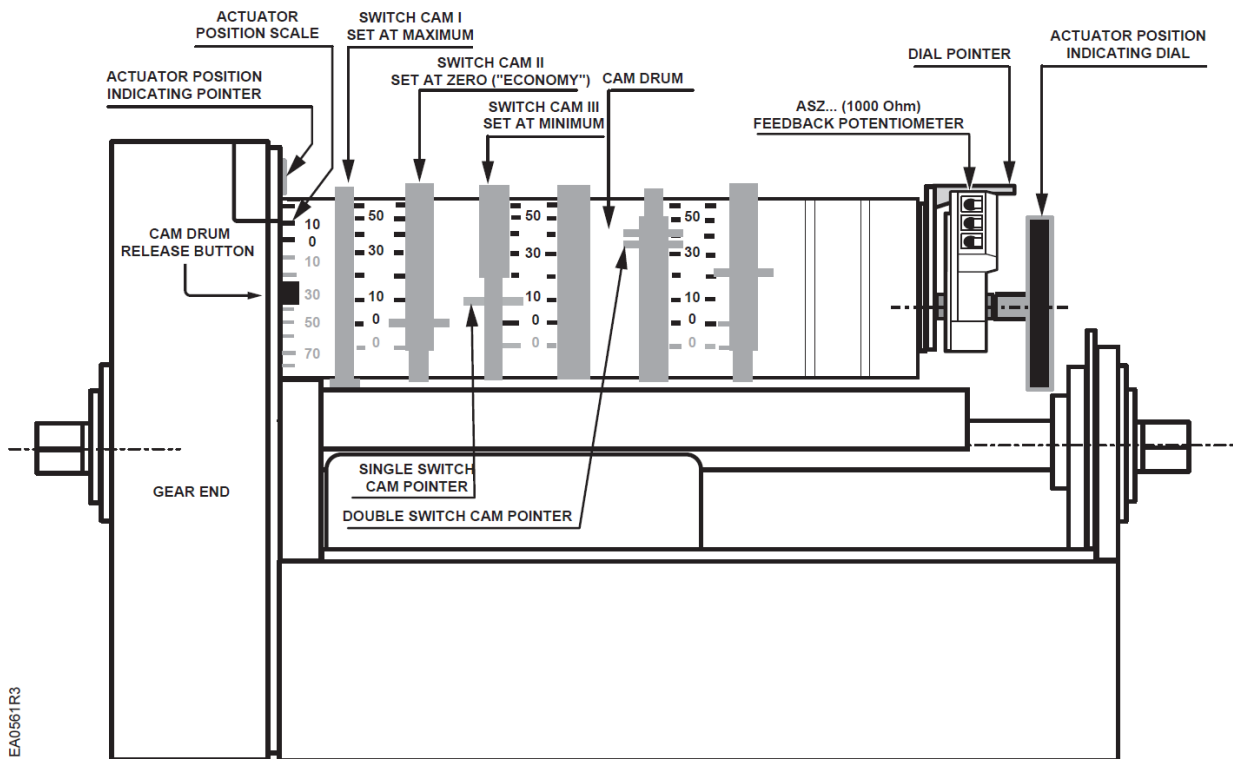 ACTUATOR
POSITION SCALE
SWITCH CAM I
SET AT MAXIMUM
SWITCH CAM II
SET AT ZERO ("ECONOMY")
CAM DRUM
SWITCH CAM III
SET AT MINIMUM
ACTUATOR POSITION
INDICATING POINTER
DIAL POINTER
ACTUATOR POSITION
INDICATING DIAL
ASZ... (1000 Ohm)
FEEDBACK POTENTIOMETER
CAM DRUM
RELEASE BUTTON
10
0
10
30
50
70
50
30
10
0
0
50
30
10
0
0
50
30
10
0
0
SINGLE SWITCH
CAM POINTER
DOUBLE SWITCH CAM POINTER
GEAR END
EA0561R3